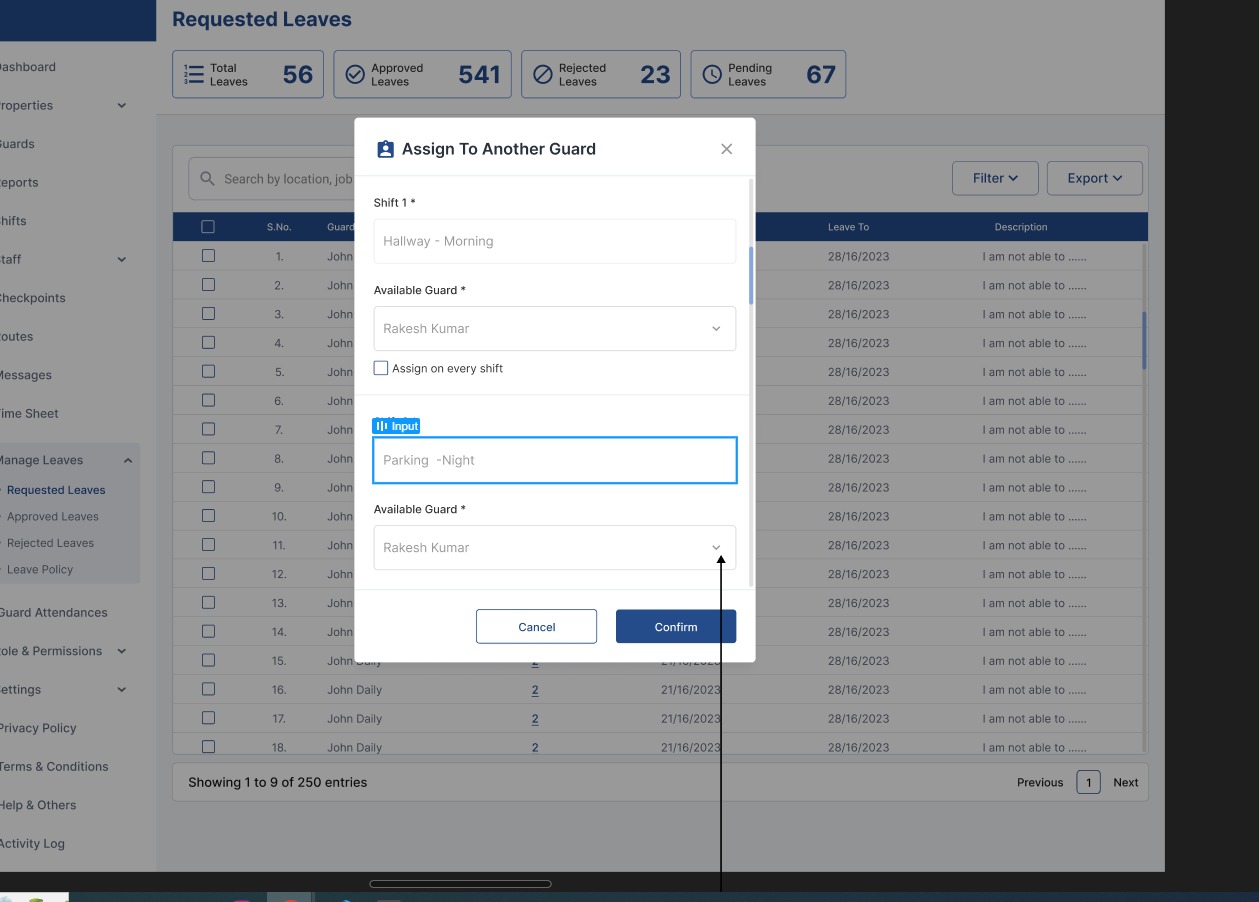 Requested Leaves
Total Leaves 56
Approved Leaves 541
Rejected Leaves 23
Pending Leaves 67
ashboard
roperties
uards
eports
hifts
taff
heckpoints
outes
Messages
ime Sheet
Manage Leaves
Requested Leaves
Approved Leaves
Rejected Leaves
Leave Policy
Guard Attendances
ole & Permissions
ettings
Privacy Policy
Terms & Conditions
Help & Others
Activity Log
Search by location, job
Filter
Export
S.No. Guard Leave To Description
1. John 28/16/2023 I am not able to ......
2. John 28/16/2023 I am not able to ......
3. John 28/16/2023 I am not able to ......
4. John 28/16/2023 I am not able to ......
5. John 28/16/2023 I am not able to ......
6. John 28/16/2023 I am not able to ......
7. John 28/16/2023 I am not able to ......
8. John 28/16/2023 I am not able to ......
9. John 28/16/2023 I am not able to ......
10. John 28/16/2023 I am not able to ......
11. John 28/16/2023 I am not able to ......
12. John 28/16/2023 I am not able to ......
13. John 28/16/2023 I am not able to ......
14. John 28/16/2023 I am not able to ......
15. John Daily 2 21/16/2023 28/16/2023 I am not able to ......
16. John Daily 2 21/16/2023 28/16/2023 I am not able to ......
17. John Daily 2 21/16/2023 28/16/2023 I am not able to ......
18. John Daily 2 21/16/2023 28/16/2023 I am not able to ......
Showing 1 to 9 of 250 entries
Previous 1 Next
Assign To Another Guard
Shift 1 *
Hallway - Morning
Available Guard *
Rakesh Kumar
Assign on every shift
Input
Parking  -Night
Available Guard *
Rakesh Kumar
Cancel
Confirm